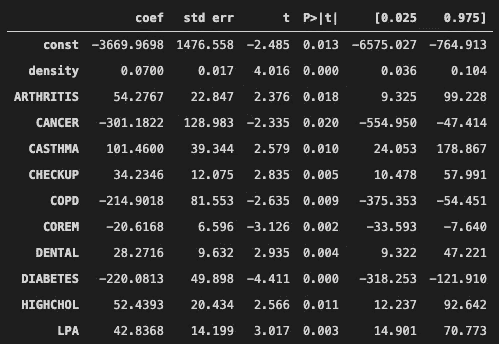 coef std err t P>|t| [0.025 0.975]
const -3669.9698 1476.558 -2.485 0.013 -6575.027 -764.913
density 0.0700 0.017 4.016 0.000 0.036 0.104
ARTHRITIS 54.2767 22.847 2.376 0.018 9.325 99.228
CANCER -301.1822 128.983 -2.335 0.020 -554.950 -47.414
CASTHMA 101.4600 39.344 2.579 0.010 24.053 178.867
CHECKUP 34.2346 12.075 2.835 0.005 10.478 57.991
COPD -214.9018 81.553 -2.635 0.009 -375.353 -54.451
COREM -20.6168 6.596 -3.126 0.002 -33.593 -7.640
DENTAL 28.2716 9.632 2.935 0.004 9.322 47.221
DIABETES -220.0813 49.898 -4.411 0.000 -318.253 -121.910
HIGHCHOL 52.4393 20.434 2.566 0.011 12.237 92.642
LPA 42.8368 14.199 3.017 0.003 14.901 70.773